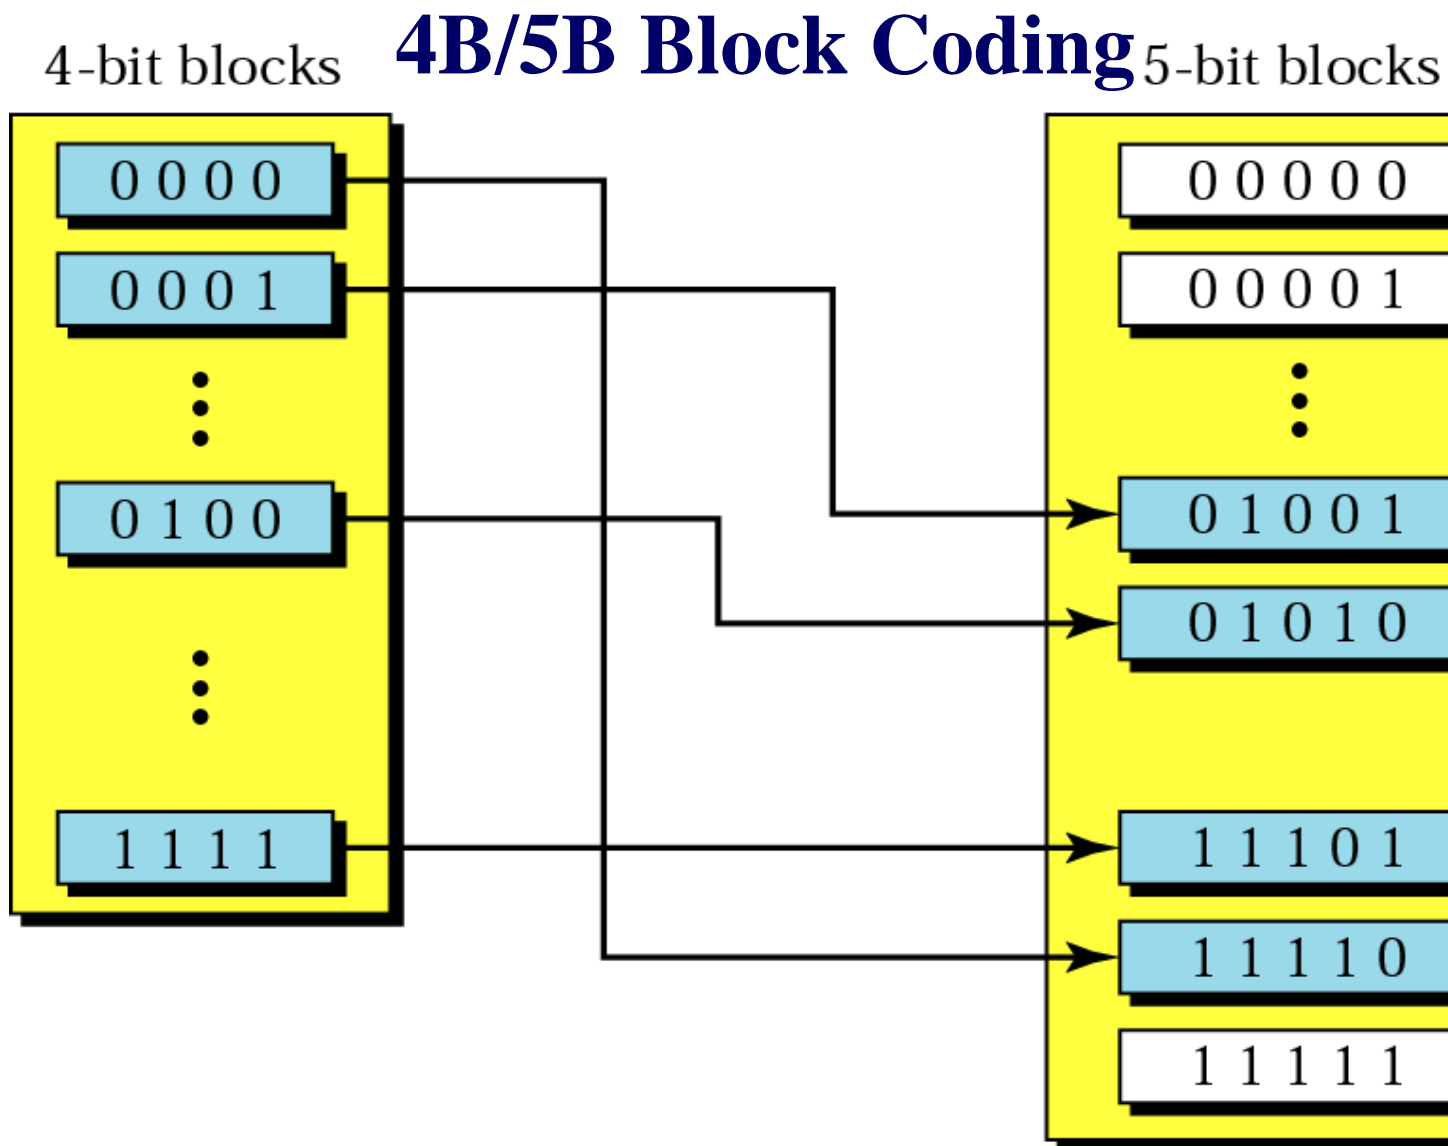 4B/5B Block Coding
4-bit blocks
0 0 0 0
0 0 0 1
0 1 0 0
1 1 1 1
5-bit blocks
0 0 0 0 0
0 0 0 0 1
0 1 0 0 1
0 1 0 1 0
1 1 1 0 1
1 1 1 1 0
1 1 1 1 1